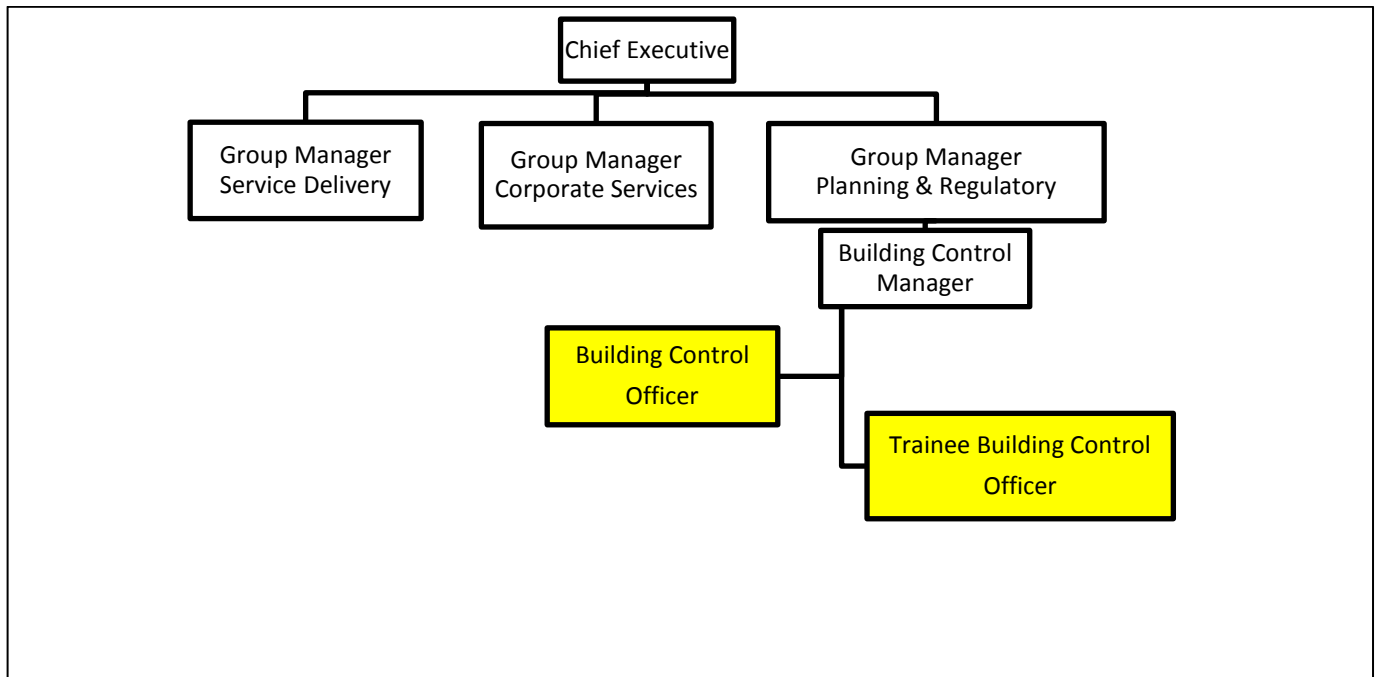 Chief Executive
Group Manager
Service Delivery
Group Manager
Corporate Services
Group Manager
Planning & Regulatory
Building Control
Manager
Building Control
Officer
Trainee Building Control
Officer